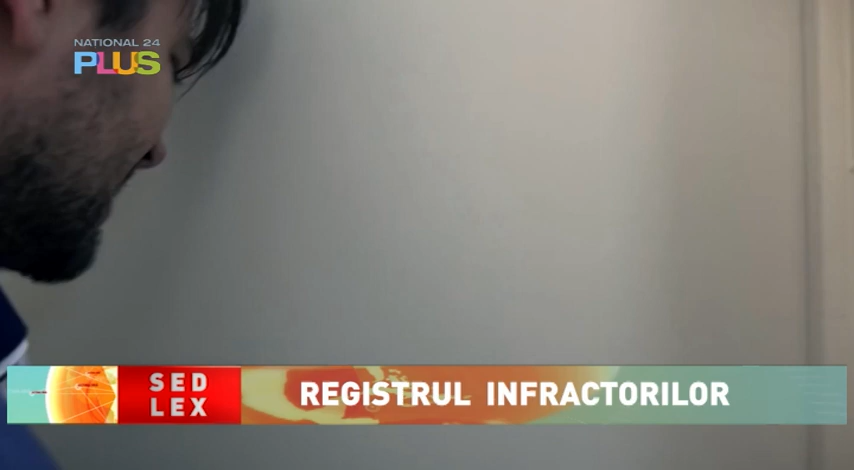 NATIONAL 24
PLUS
SED
LEX
REGISTRUL INFRACTORILOR